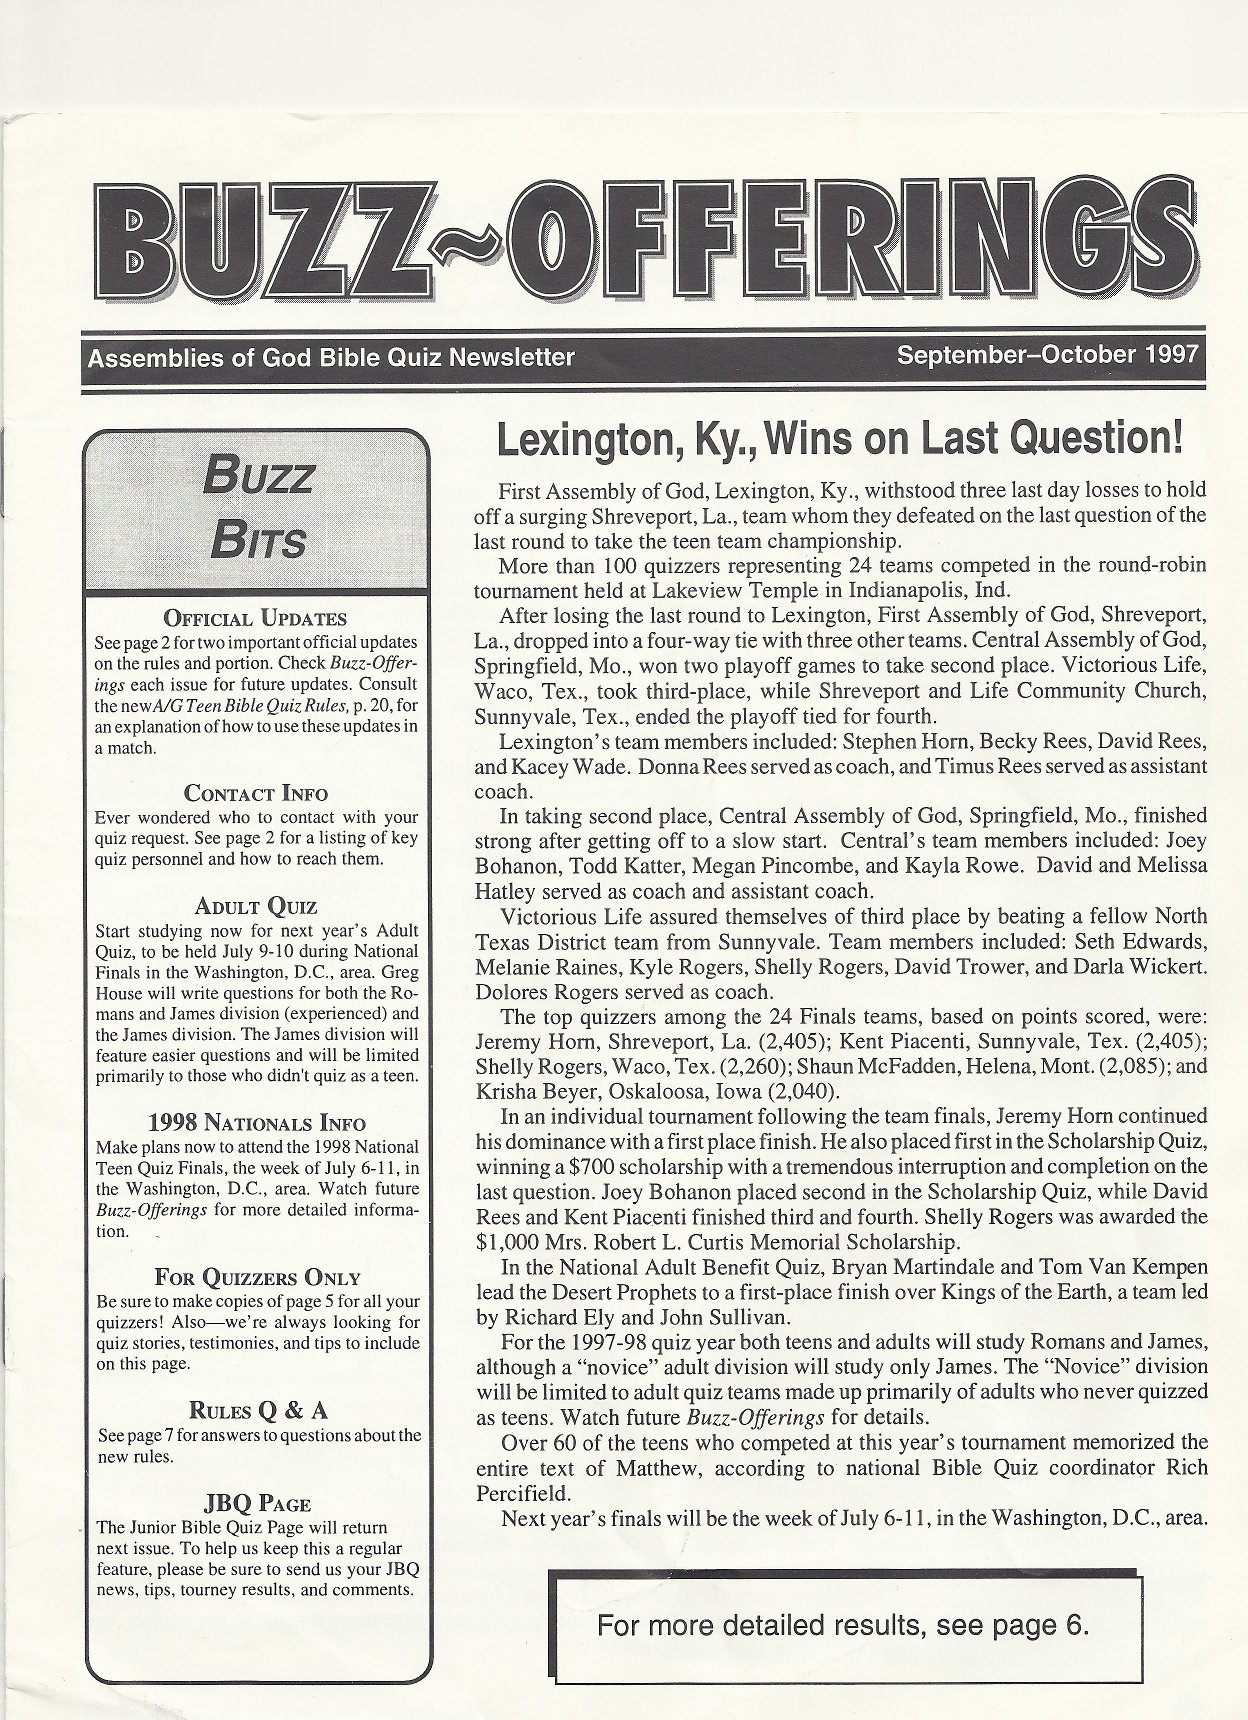 BUZZ~OFFERINGS
Assemblies of God Bible Quiz Newsletter
September–October 1997
BUZZ
BITS
OFFICIAL UPDATES
See page 2 for two important official updates
on the rules and portion. Check Buzz-Offer-
ings each issue for future updates. Consult
the new A/G Teen Bible Quiz Rules, p. 20, for
an explanation of how to use these updates in
a match.
CONTACT INFO
Ever wondered who to contact with your
quiz request. See page 2 for a listing of key
quiz personnel and how to reach them.
ADULT QUIZ
Start studying now for next year's Adult
Quiz, to be held July 9-10 during National
Finals in the Washington, D.C., area. Greg
House will write questions for both the Ro-
mans and James division (experienced) and
the James division. The James division will
feature easier questions and will be limited
primarily to those who didn't quiz as a teen.
1998 NATIONALS INFO
Make plans now to attend the 1998 National
Teen Quiz Finals, the week of July 6-11, in
the Washington, D.C., area. Watch future
Buzz-Offerings for more detailed informa-
tion.
FOR QUIZZERS ONLY
Be sure to make copies of page 5 for all your
quizzers! Also—we're always looking for
quiz stories, testimonies, and tips to include
on this page.
RULES Q & A
See page 7 for answers to questions about the
new rules.
JBQ PAGE
The Junior Bible Quiz Page will return
next issue. To help us keep this a regular
feature, please be sure to send us your JBQ
news, tips, tourney results, and comments.
Lexington, Ky., Wins on Last Question!
First Assembly of God, Lexington, Ky., withstood three last day losses to hold
off a surging Shreveport, La., team whom they defeated on the last question of the
last round to take the teen team championship.
More than 100 quizzers representing 24 teams competed in the round-robin
tournament held at Lakeview Temple in Indianapolis, Ind.
After losing the last round to Lexington, First Assembly of God, Shreveport,
La., dropped into a four-way tie with three other teams. Central Assembly of God,
Springfield, Mo., won two playoff games to take second place. Victorious Life,
Waco, Tex., took third-place, while Shreveport and Life Community Church,
Sunnyvale, Tex., ended the playoff tied for fourth.
Lexington's team members included: Stephen Horn, Becky Rees, David Rees,
and Kacey Wade. Donna Rees served as coach, and Timus Rees served as assistant
coach.
In taking second place, Central Assembly of God, Springfield, Mo., finished
strong after getting off to a slow start. Central's team members included: Joey
Bohanon, Todd Katter, Megan Pincombe, and Kayla Rowe. David and Melissa
Hatley served as coach and assistant coach.
Victorious Life assured themselves of third place by beating a fellow North
Texas District team from Sunnyvale. Team members included: Seth Edwards,
Melanie Raines, Kyle Rogers, Shelly Rogers, David Trower, and Darla Wickert.
Dolores Rogers served as coach.
The top quizzers among the 24 Finals teams, based on points scored, were:
Jeremy Horn, Shreveport, La. (2,405); Kent Piacenti, Sunnyvale, Tex. (2,405);
Shelly Rogers, Waco, Tex. (2,260); Shaun McFadden, Helena, Mont. (2,085); and
Krisha Beyer, Oskaloosa, Iowa (2,040).
In an individual tournament following the team finals, Jeremy Horn continued
his dominance with a first place finish. He also placed first in the Scholarship Quiz,
winning a $700 scholarship with a tremendous interruption and completion on the
last question. Joey Bohanon placed second in the Scholarship Quiz, while David
Rees and Kent Piacenti finished third and fourth. Shelly Rogers was awarded the
$1,000 Mrs. Robert L. Curtis Memorial Scholarship.
In the National Adult Benefit Quiz, Bryan Martindale and Tom Van Kempen
lead the Desert Prophets to a first-place finish over Kings of the Earth, a team led
by Richard Ely and John Sullivan.
For the 1997-98 quiz year both teens and adults will study Romans and James,
although a “novice” adult division will study only James. The “Novice” division
will be limited to adult quiz teams made up primarily of adults who never quizzed
as teens. Watch future Buzz-Offerings for details.
Over 60 of the teens who competed at this year's tournament memorized the
entire text of Matthew, according to national Bible Quiz coordinator Rich
Percifield.
Next year's finals will be the week of July 6-11, in the Washington, D.C., area.
For more detailed results, see page 6.